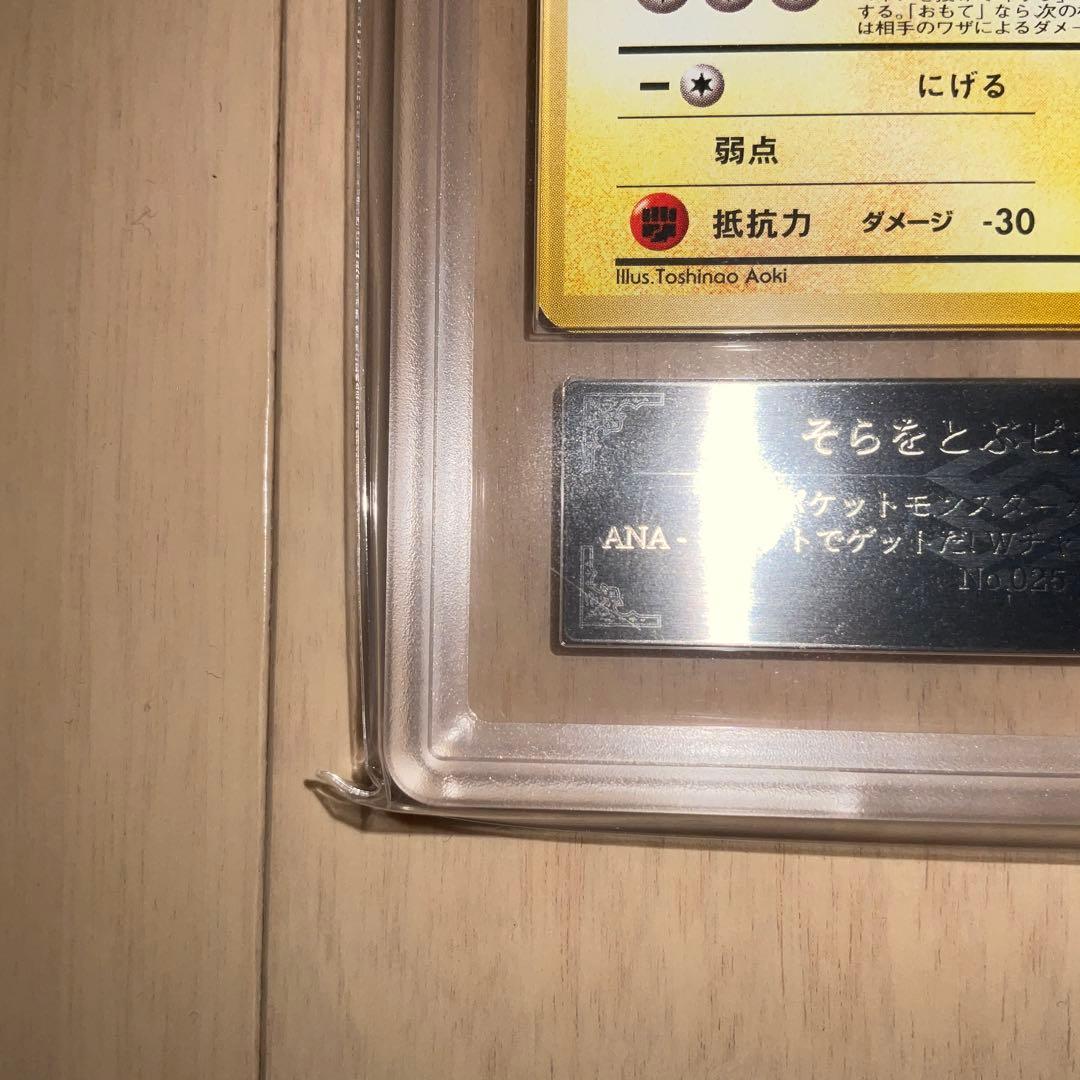 する。「おもて」なら次の
は相手のワザによるダメー
にげる
弱点
抵抗力 ダメージ -30
Illus.Toshinao Aoki
そらをとぶピ
ケットモンスター
ANA - トでゲットだ!Wチャ
No.025